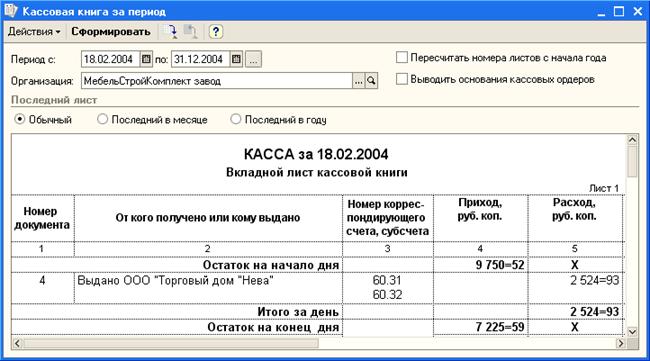 Кассовая книга за период
Действия Сформировать ?
Период с: 18.02.2004 по: 31.12.2004 ... Пересчитать номера листов с начала года
Организация: МебельСтройКомплект завод ... Выводить основания кассовых ордеров
Последний лист
Обычный Последний в месяце Последний в году
КАССА за 18.02.2004
Вкладной лист кассовой книги
Лист 1
Номер документа От кого получено или кому выдано Номер коррес-пондирующего счета, субсчета Приход, руб. коп. Расход, руб. коп.
1 2 3 4 5
Остаток на начало дня 9 750=52 X
4 Выдано ООО "Торговый дом "Нева" 60.31 2 524=93
60.32
Итого за день 2 524=93
Остаток на конец дня 7 225=59 X